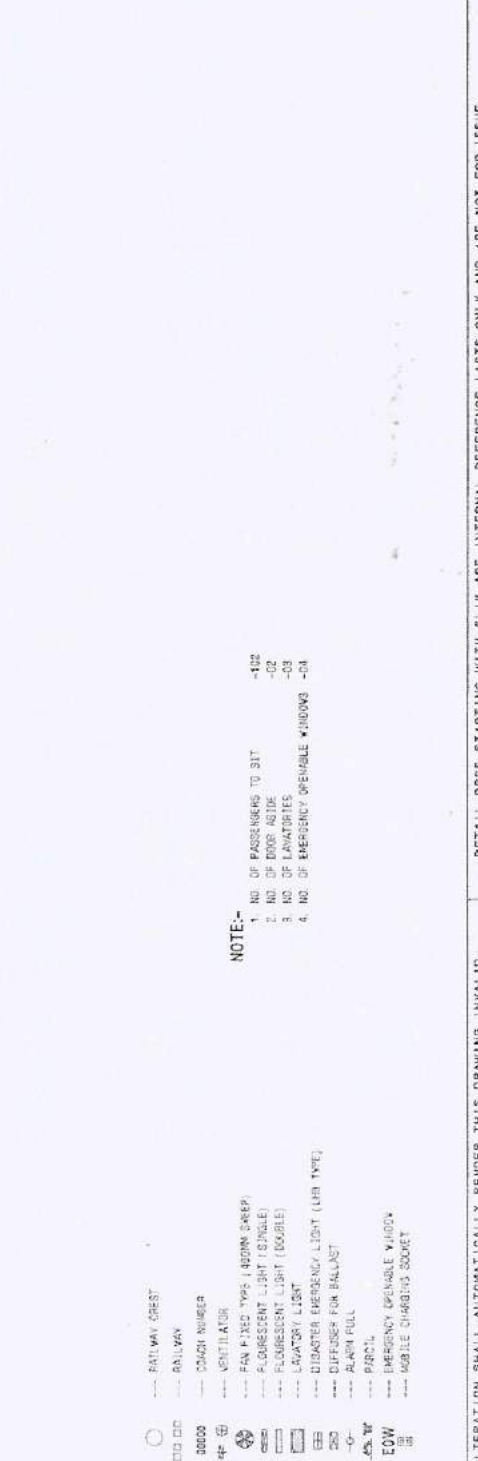 ○ --- RAILWAY CREST
□□ □□ --- RAILWAY
00000 --- COACH NUMBER
--- VENTILATOR
--- FAN FIXED TYPE (400MM SWEEP)
--- FLOURESCENT LIGHT (SINGLE)
--- FLOURESCENT LIGHT (DOUBLE)
--- LAVATORY LIGHT
--- DISASTER EMERGENCY LIGHT (LHB TYPE)
--- DIFFUSER FOR BALLAST
--- ALARM PULL
--- PARCIL
EOW --- EMERGENCY OPENABLE WINDOW
--- MOBILE CHARGING SOCKET
NOTE:-
1. NO. OF PASSENGERS TO SIT -102
2. NO. OF DOOR ASIDE -02
3. NO. OF LAVATORIES -03
4. NO. OF EMERGENCY OPENABLE WINDOWS -04
ALTERATION SHALL AUTOMATICALLY RENDER THIS DRAWING INVALID
DETAIL STARTING WITH ARE INTERNAL REFERENCE LASTS ONLY AND ARE NOT FOR ISSUE